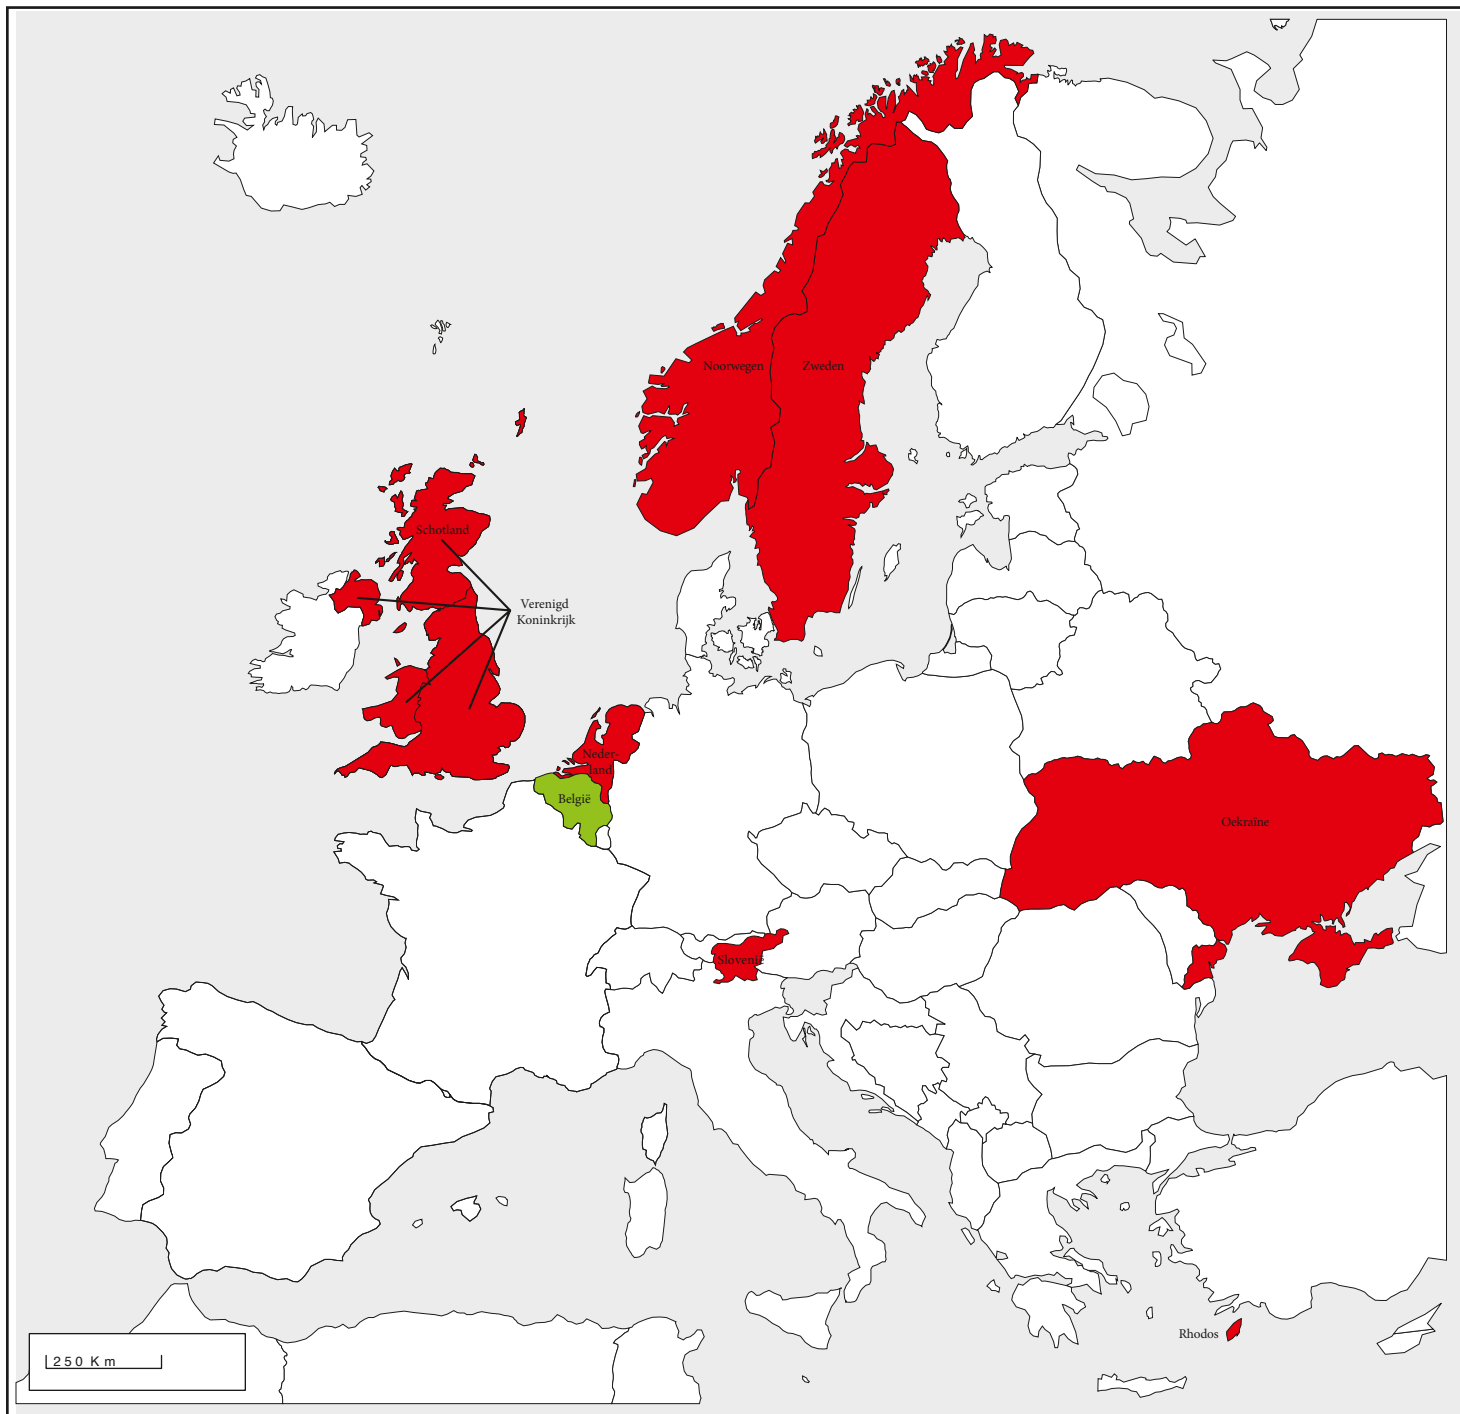 Noorwegen
Zweden
Schotland
Verenigd
Koninkrijk
Neder-
land
België
Oekraïne
Slovenië
Rhodos
250 Km